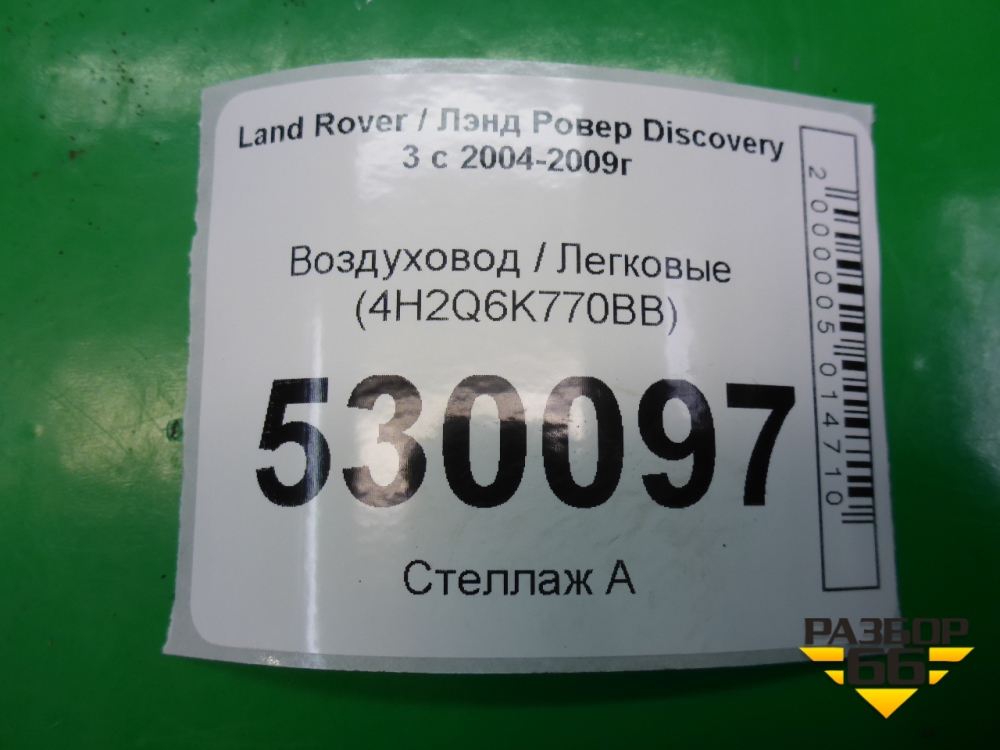 Land Rover / Лэнд Ровер Discovery
3 с 2004-2009г
Воздуховод / Легковые
(4H2Q6K770BB)
530097
Стеллаж А
2000005014710
РАЗБОР
66